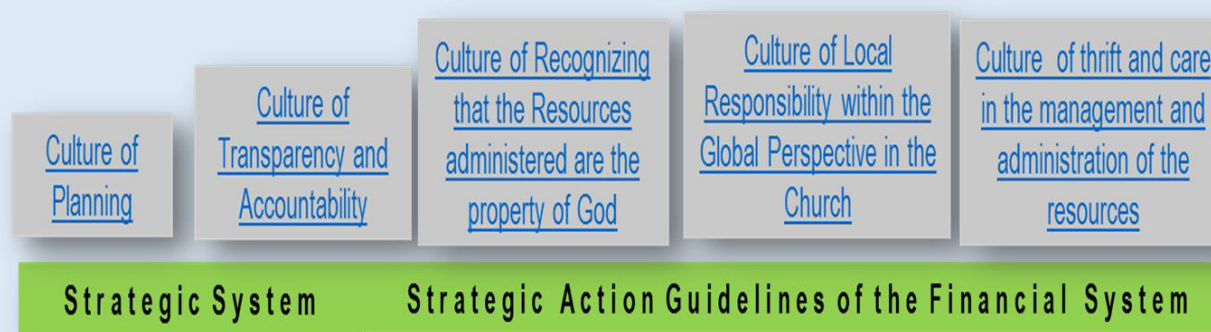 Culture of
Planning
Culture of
Transparency and
Accountability
Culture of Recognizing
that the Resources
administered are the
property of God
Culture of Local
Responsibility within the
Global Perspective in the
Church
Culture of thrift and care
in the management and
administration of the
resources
Strategic System Strategic Action Guidelines of the Financial System